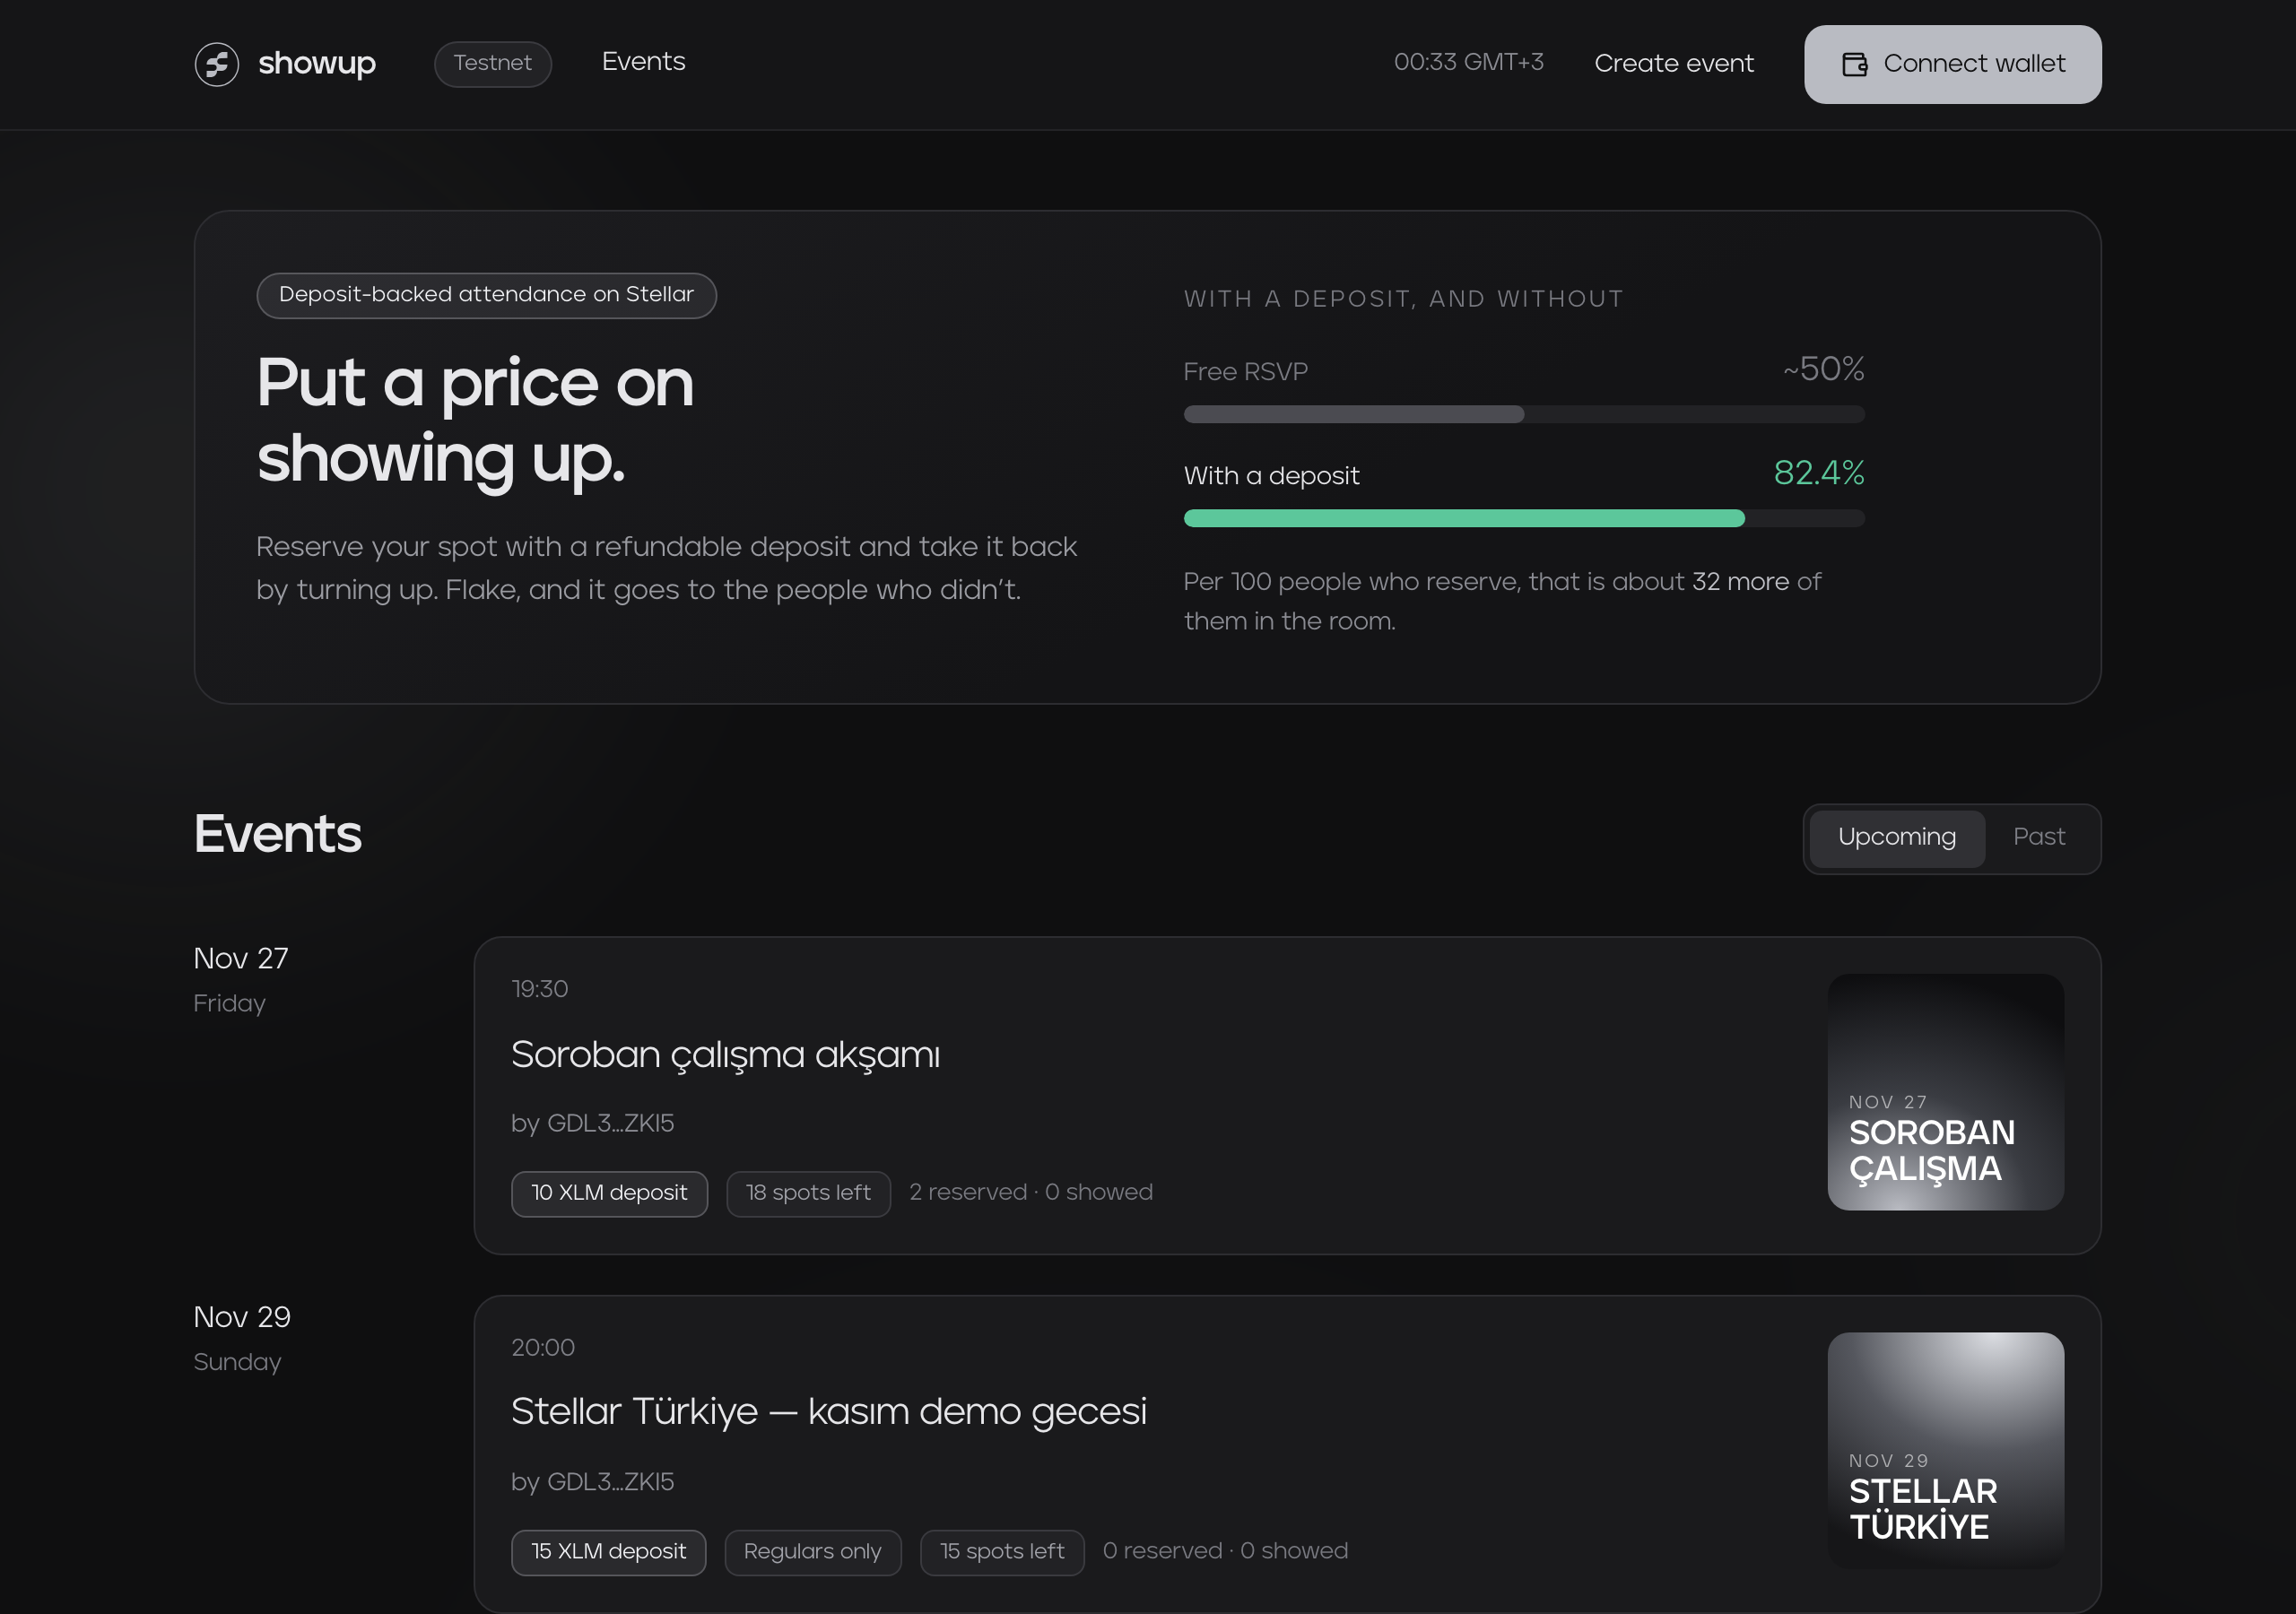 showup
Testnet
Events
00:33 GMT+3
Create event
Connect wallet
Deposit-backed attendance on Stellar
Put a price on
showing up.
Reserve your spot with a refundable deposit and take it back
by turning up. Flake, and it goes to the people who didn’t.
WITH A DEPOSIT, AND WITHOUT
Free RSVP
~50%
With a deposit
82.4%
Per 100 people who reserve, that is about 32 more of
them in the room.
Events
Upcoming
Past
Nov 27
Friday
19:30
Soroban çalışma akşamı
by GDL3...ZKI5
10 XLM deposit
18 spots left
2 reserved · 0 showed
NOV 27
SOROBAN
ÇALIŞMA
Nov 29
Sunday
20:00
Stellar Türkiye — kasım demo gecesi
by GDL3...ZKI5
15 XLM deposit
Regulars only
15 spots left
0 reserved · 0 showed
NOV 29
STELLAR
TÜRKİYE